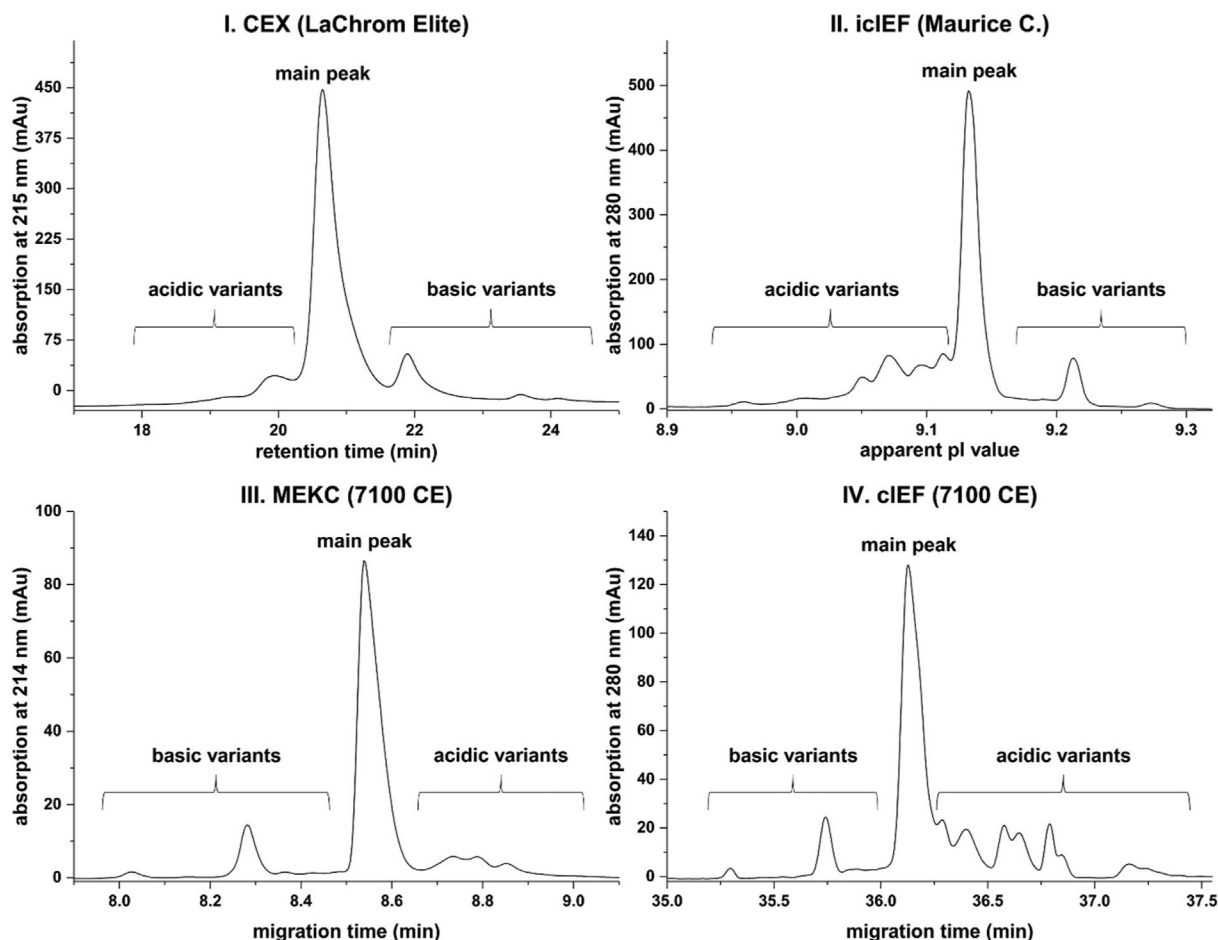 I. CEX (LaChrom Elite)
main peak
450
375
300
225
150
75
0
absorption at 215 nm (mAu)
acidic variants
basic variants
18 20 22 24
retention time (min)
II. icIEF (Maurice C.)
main peak
500
400
300
200
100
0
absorption at 280 nm (mAu)
acidic variants
basic variants
8.9 9.0 9.1 9.2 9.3
apparent pI value
III. MEKC (7100 CE)
100
main peak
80
60
40
20
0
absorption at 214 nm (mAu)
basic variants
acidic variants
8.0 8.2 8.4 8.6 8.8 9.0
migration time (min)
IV. cIEF (7100 CE)
main peak
140
120
100
80
60
40
20
0
absorption at 280 nm (mAu)
basic variants
acidic variants
35.0 35.5 36.0 36.5 37.0 37.5
migration time (min)